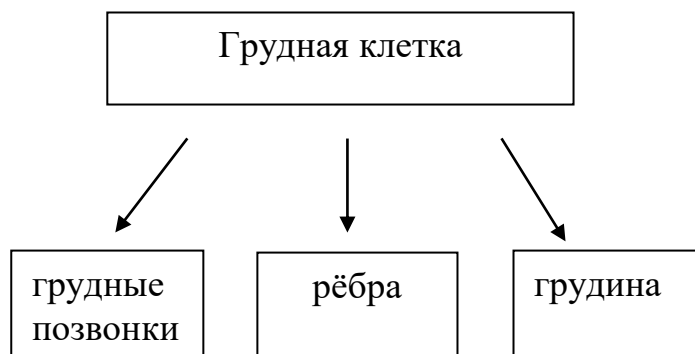 Грудная клетка
грудные
позвонки
рёбра
грудина